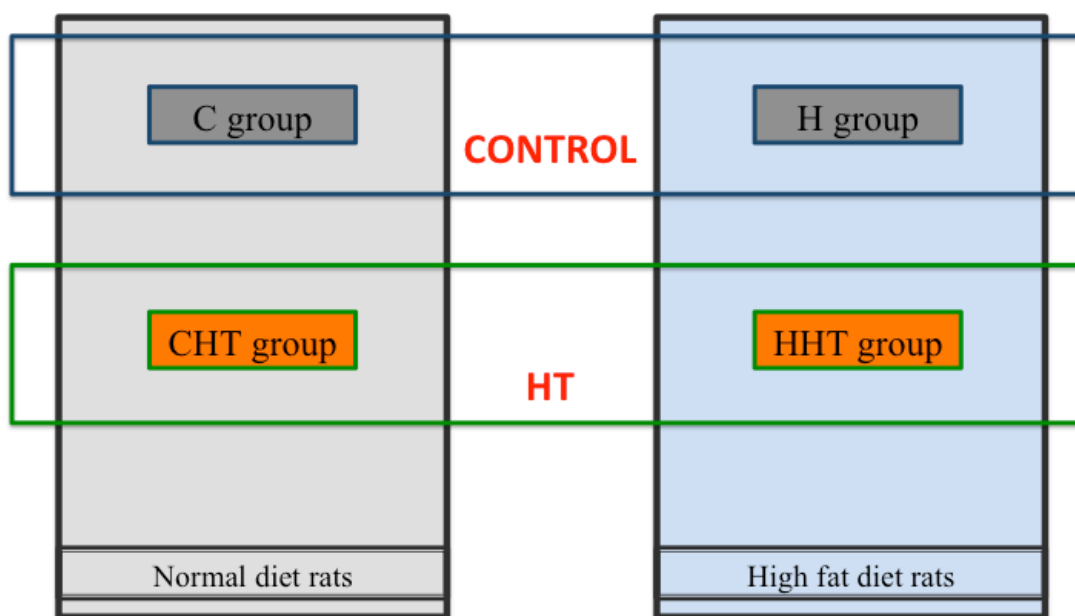 C group
H group
CONTROL
CHT group
HHT group
HT
Normal diet rats
High fat diet rats